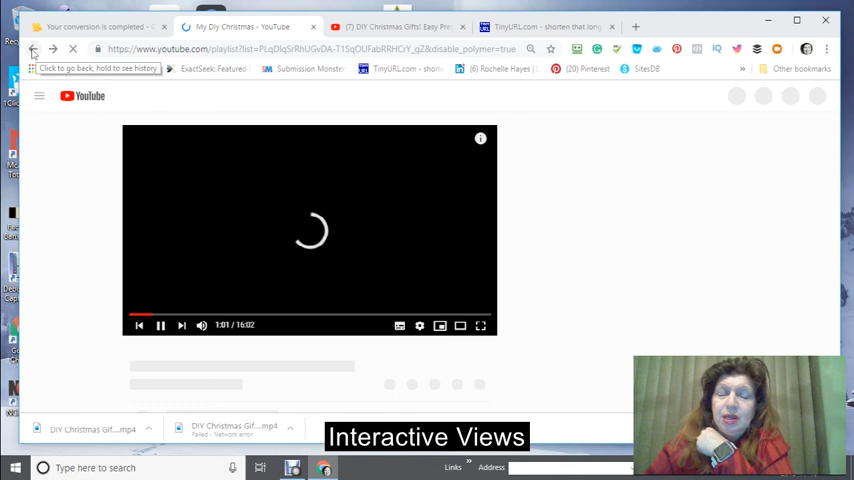 Your conversion is completed - C
My Diy Christmas - YouTube
(7) DIY Christmas Gifts! Easy Prep
TinyURL.com - shorten that long
https://www.youtube.com/playlist?list=PLqDlqSrRhUGvDA-T1SqOUFabRRHCrY_gZ&disable_polymer=true
Click to go back, hold to see history
ExactSeek: Featured
Submission Monster
TinyURL.com - shorte
(6) Rochelle Hayes |
(20) Pinterest
SitesDB
» Other bookmarks
YouTube
1:01 / 16:02
DIY Christmas Gif....mp4
DIY Christmas Gif....mp4
Failed - Network error
Interactive Views
Type here to search
Links
Address